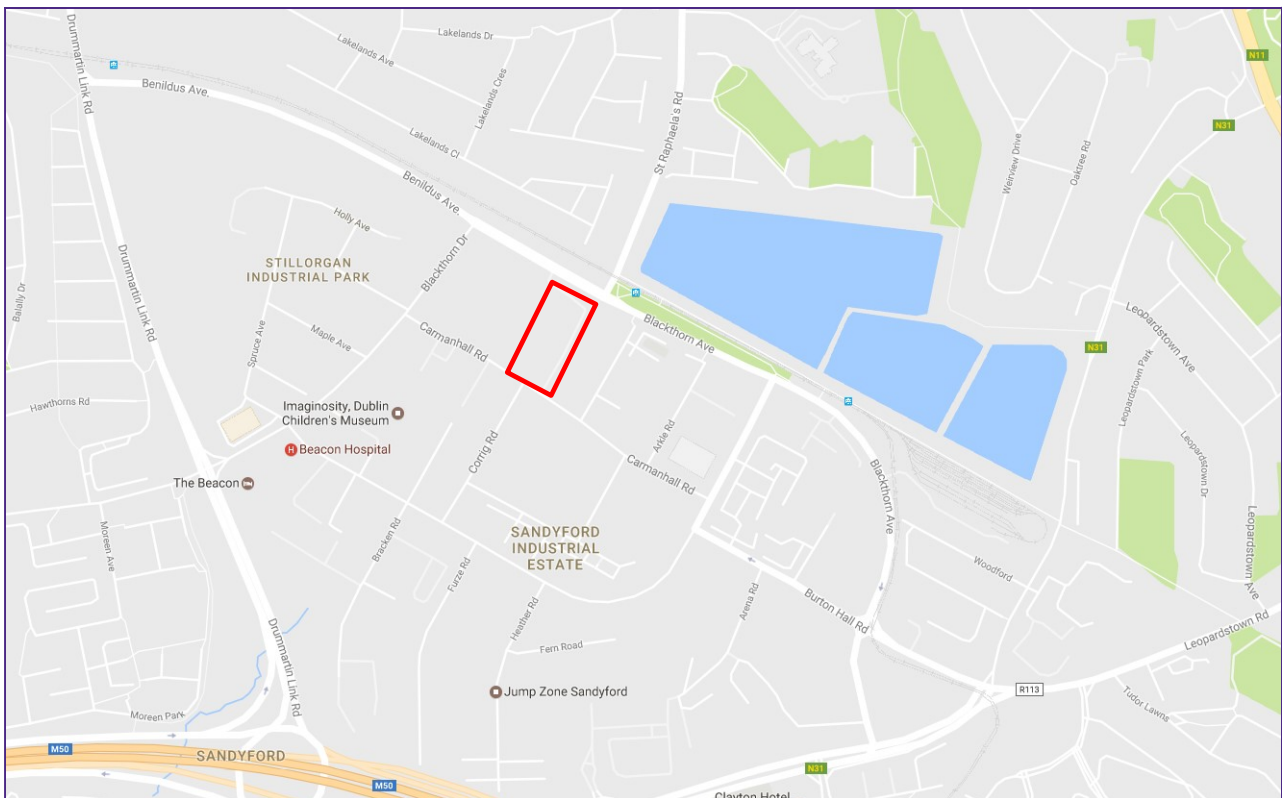 Lakelands Dr
N11
Drummartin Link Rd
Lakelands Ave
Benildus Ave.
Lakelands Cres
St Raphaela's Rd
N31
Lakelands Cl
Weirview Drive
Oaktree Rd
Benildus Ave.
Holly Ave
STILLORGAN
INDUSTRIAL PARK
Blackthorn Dr
Balally Dr
Drummartin Link Rd
Spruce Ave
Maple Ave
Carmanhall Rd
Blackthorn Ave
Leopardstown Ave
N31
Leopardstown Park
Hawthorns Rd
Imaginosity, Dublin
Children's Museum
H
Beacon Hospital
Corrig Rd
Arkle Rd
Carmanhall Rd
Leopardstown Dr
The Beacon
Blackthorn Ave
Moreen Ave
Bracken Rd
SANDYFORD
INDUSTRIAL
ESTATE
Furze Rd
Woodford
Leopardstown Ave
Heather Rd
Arena Rd
Burton Hall Rd
Leopardstown Rd
Fern Road
Drummartin Link Rd
Jump Zone Sandyford
R113
Tudor Lawns
Moreen Park
M50
SANDYFORD
M50
N31
Clayton Hotel